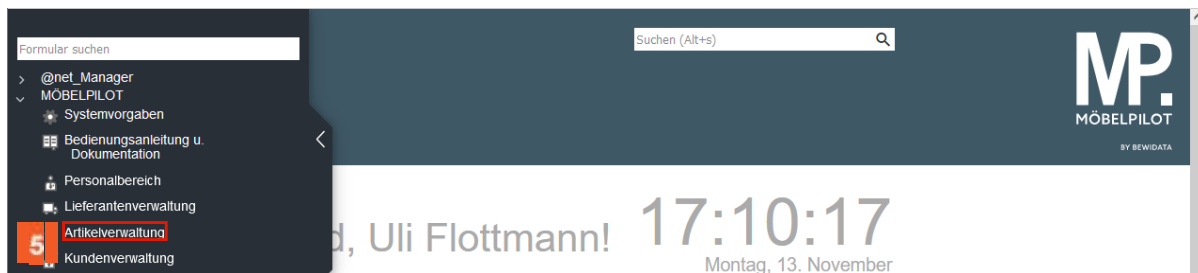 Formular suchen
@net_Manager
MÖBELPILOT
Systemvorgaben
Bedienungsanleitung u.
Dokumentation
Personalbereich
Lieferantenverwaltung
5
Artikelverwaltung
Kundenverwaltung
Suchen (Alt+s)
MP.
MÖBELPILOT
BY BEWIDATA
d, Uli Flottmann!
17:10:17
Montag, 13. November